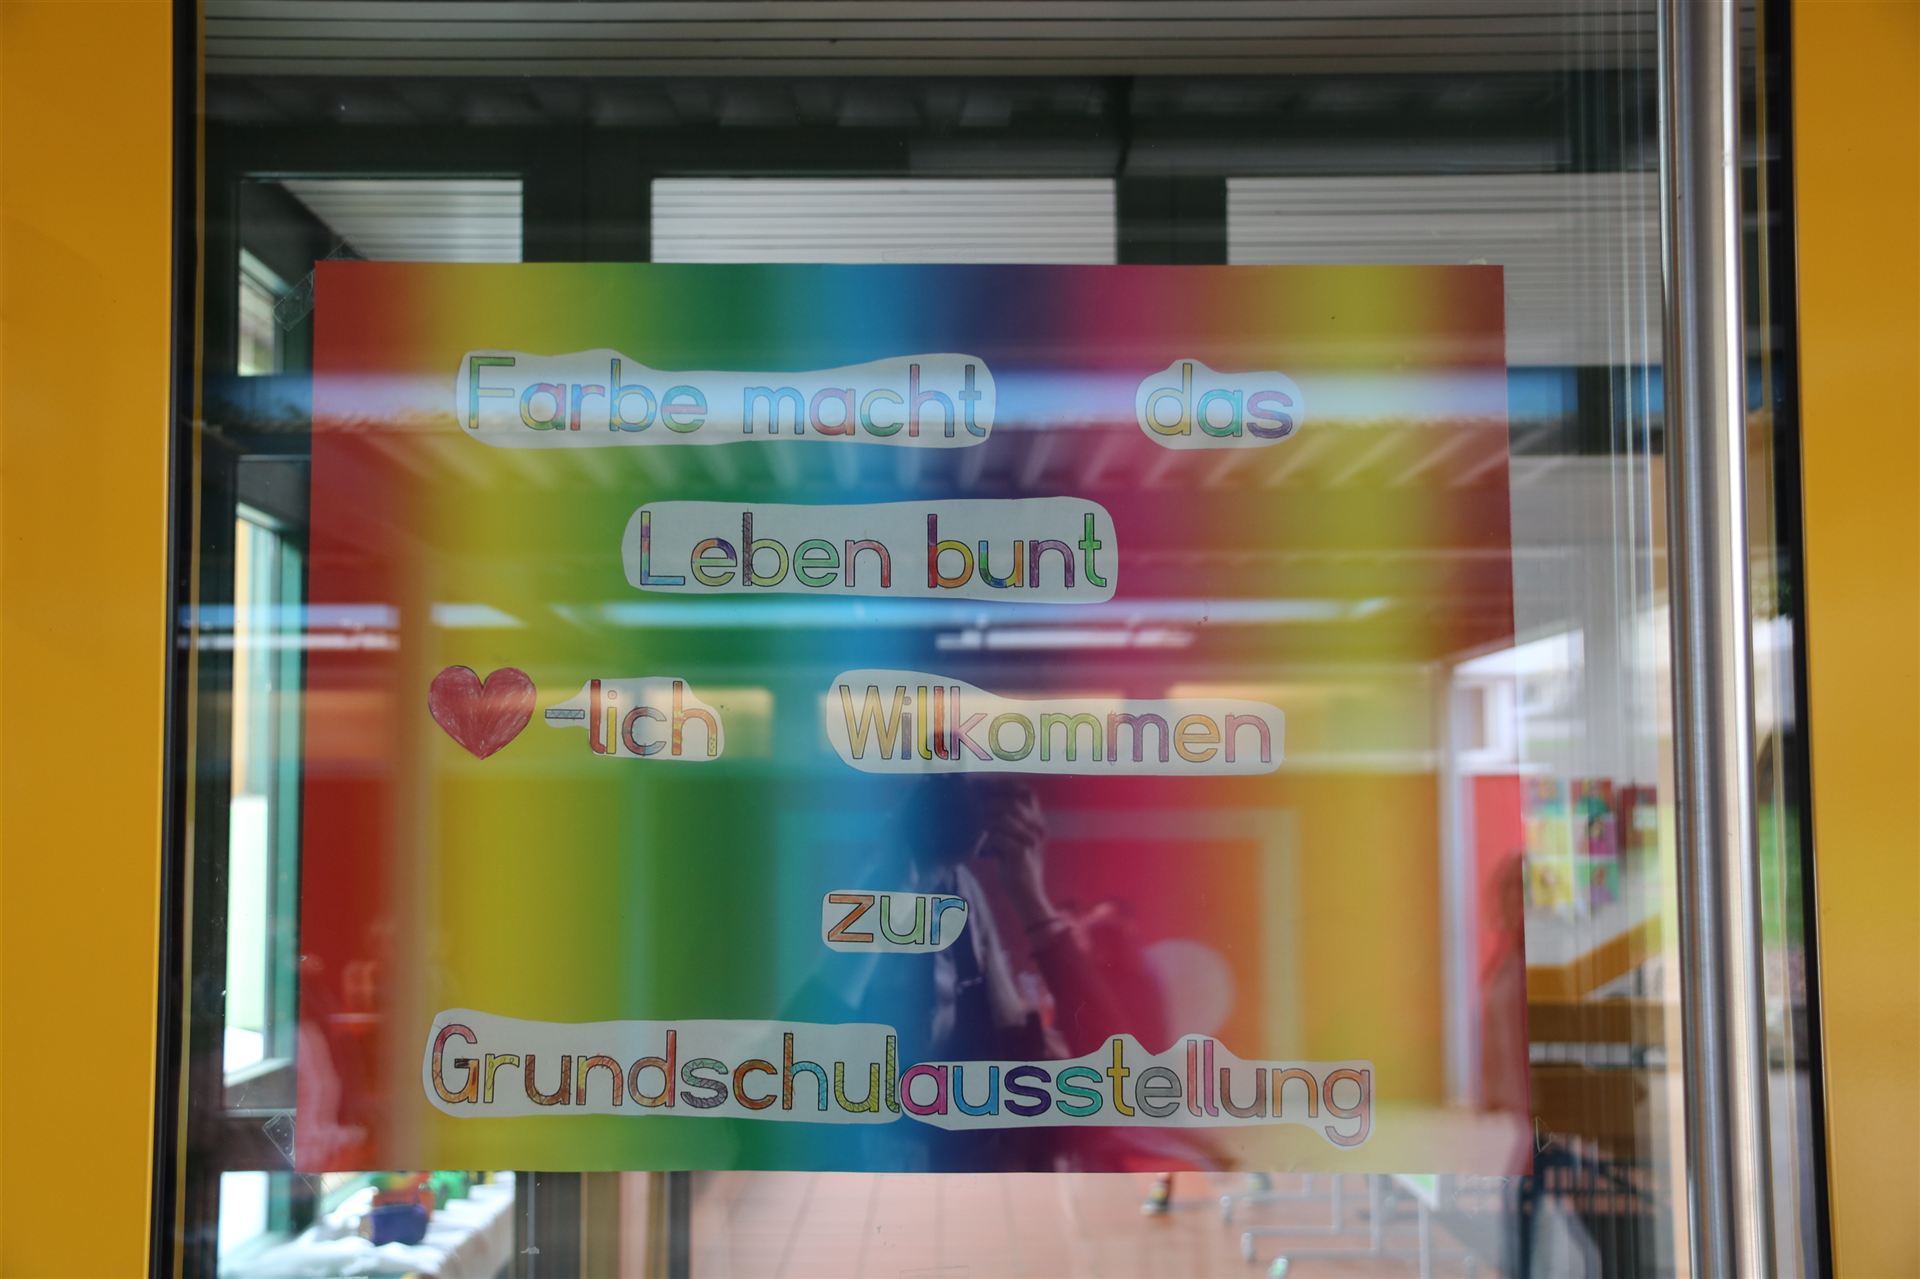 Farbe macht das
Leben bunt
-lich Willkommen
zur
Grundschulausstellung